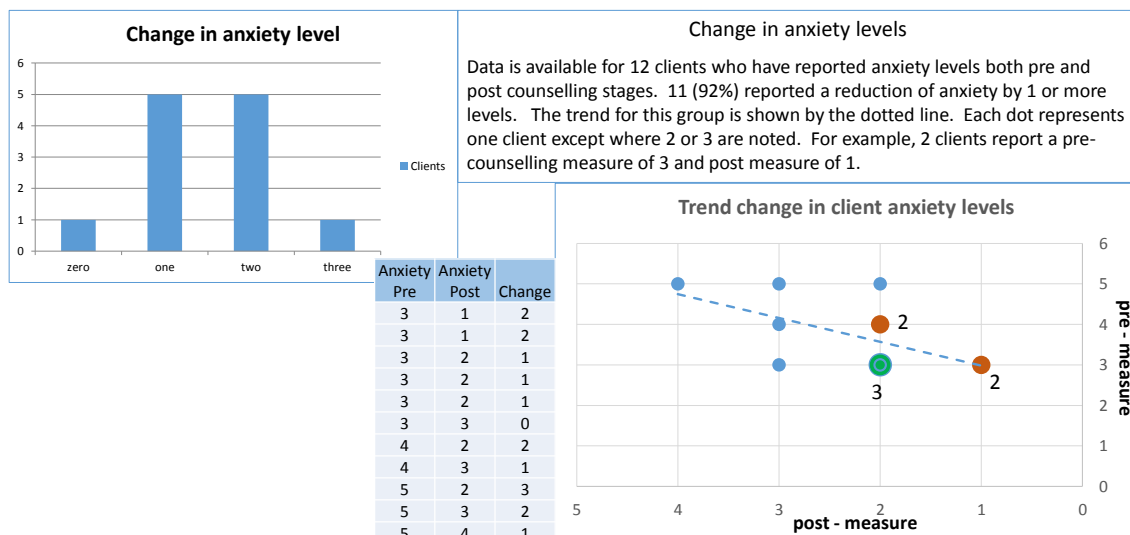 Change in anxiety level
6
5
4
3
2
1
0
zero one two three
Clients
Change in anxiety levels
Data is available for 12 clients who have reported anxiety levels both pre and
post counselling stages. 11 (92%) reported a reduction of anxiety by 1 or more
levels. The trend for this group is shown by the dotted line. Each dot represents
one client except where 2 or 3 are noted. For example, 2 clients report a pre-
counselling measure of 3 and post measure of 1.
Anxiety Anxiety
Pre Post Change
3 1 2
3 1 2
3 2 1
3 2 1
3 2 1
3 3 0
4 2 2
4 3 1
5 2 3
5 3 2
5 4 1
Trend change in client anxiety levels
2
3
2
6
5
4
3
2
1
0
pre - measure
5 4 3 2 1 0
post - measure